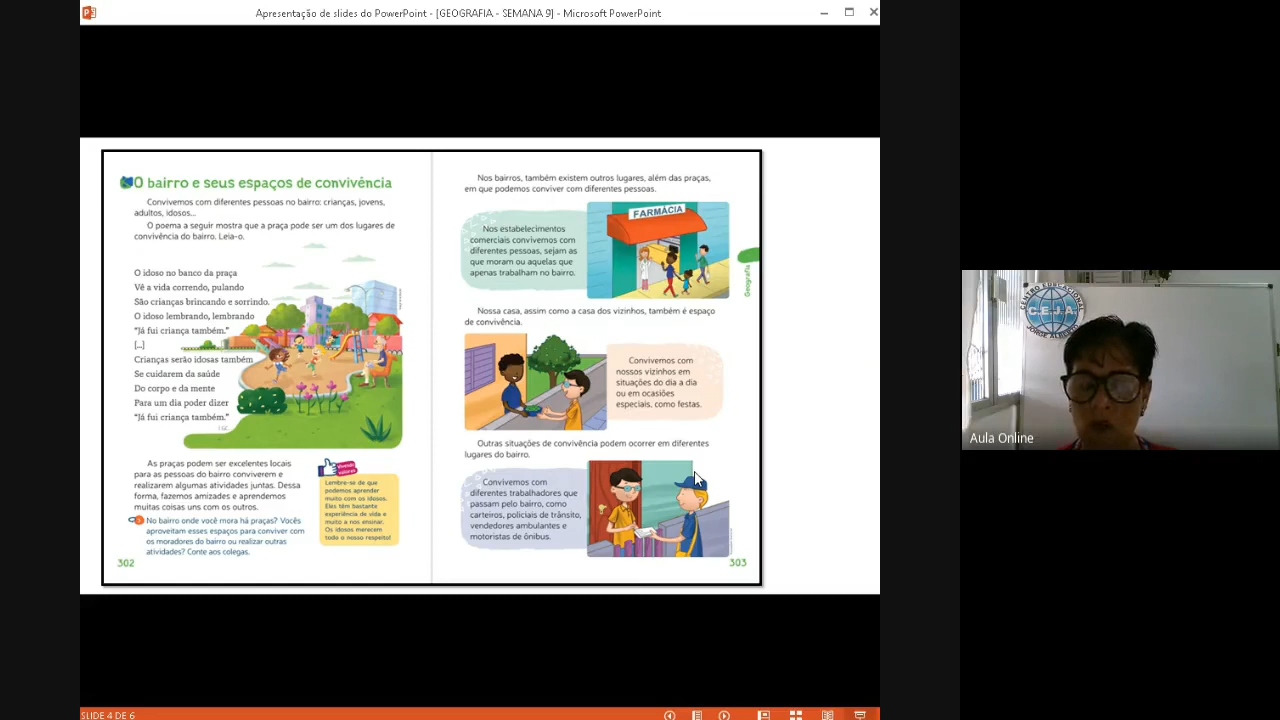 Apresentação de slides do PowerPoint - [GEOGRAFIA - SEMANA 9] - Microsoft PowerPoint
O bairro e seus espaços de convivência
Convivemos com diferentes pessoas no bairro: crianças, jovens,
adultos, idosos...
O poema a seguir mostra que a praça pode ser um dos lugares de
convivência do bairro. Leia-o.
O idoso no banco da praça
Vê a vida correndo, pulando
São crianças brincando e sorrindo.
O idoso lembrando, lembrando
“Já fui criança também.”
[...]
Crianças serão idosas também
Se cuidarem da saúde
Do corpo e da mente
Para um dia poder dizer
“Já fui criança também.”
As praças podem ser excelentes locais
para as pessoas do bairro conviverem e
realizarem algumas atividades juntas. Dessa
forma, fazemos amizades e aprendemos
muitas coisas uns com os outros.
No bairro onde você mora há praças? Vocês
aproveitam esses espaços para conviver com
os moradores do bairro ou realizar outras
atividades? Conte aos colegas.
Lembre-se de que
podemos aprender
muito com os idosos.
Eles têm bastante
experiência de vida e
muito a nos ensinar.
Os idosos merecem
todo o nosso respeito!
302
Nos bairros, também existem outros lugares, além das praças,
em que podemos conviver com diferentes pessoas.
FARMÁCIA
Nos estabelecimentos
comerciais convivemos com
diferentes pessoas, sejam as
que moram ou aquelas que
apenas trabalham no bairro.
Geografia
Nossa casa, assim como a casa dos vizinhos, também é espaço
de convivência.
Convivemos com
nossos vizinhos em
situações do dia a dia
ou em ocasiões
especiais, como festas.
Outras situações de convivência podem ocorrer em diferentes
lugares do bairro.
Convivemos com
diferentes trabalhadores que
passam pelo bairro, como
carteiros, policiais de trânsito,
vendedores ambulantes e
motoristas de ônibus.
303
SLIDE 4 DE 6
CENTRO EDUCACIONAL
C.E.J.A
JORGE ALBERTO
Aula Online